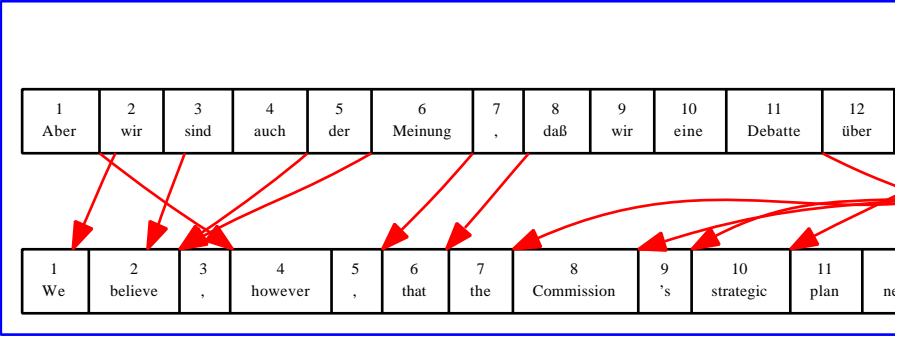 1 2 3 4 5 6 7 8 9 10 11 12
Aber wir sind auch der Meinung , daß wir eine Debatte über
1 2 3 4 5 6 7 8 9 10 11
We believe , however , that the Commission 's strategic plan